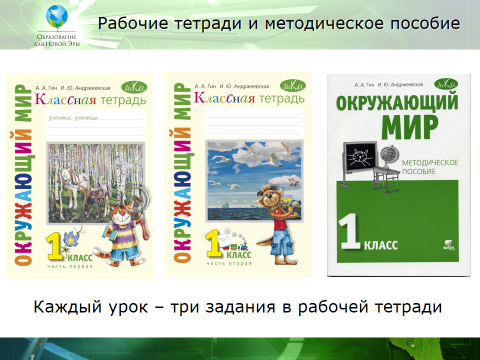 Образование
для Новой Эры
Рабочие тетради и методическое пособие
А. А. Гин И. Ю. Андржеевская
Классная тетрадь
ученика, ученицы
ОКРУЖАЮЩИЙ МИР
1 КЛАСС
часть первая
А. А. Гин И. Ю. Андржеевская
Классная тетрадь
ОКРУЖАЮЩИЙ МИР
1 КЛАСС
часть вторая
А. А. Гин И. Ю. Андржеевская
ОКРУЖАЮЩИЙ
МИР
МЕТОДИЧЕСКОЕ
ПОСОБИЕ
1 КЛАСС
Каждый урок – три задания в рабочей тетради